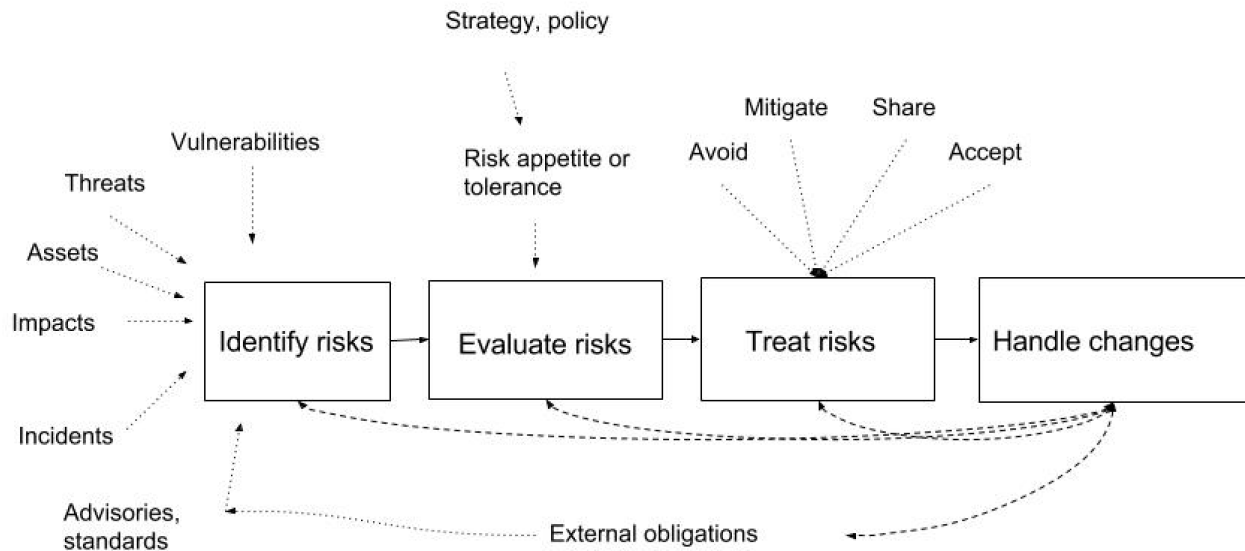 Strategy, policy
Mitigate
Share
Vulnerabilities
Avoid
Accept
Risk appetite or
tolerance
Threats
Assets
Impacts
Identify risks
Evaluate risks
Treat risks
Handle changes
Incidents
Advisories,
standards
External obligations